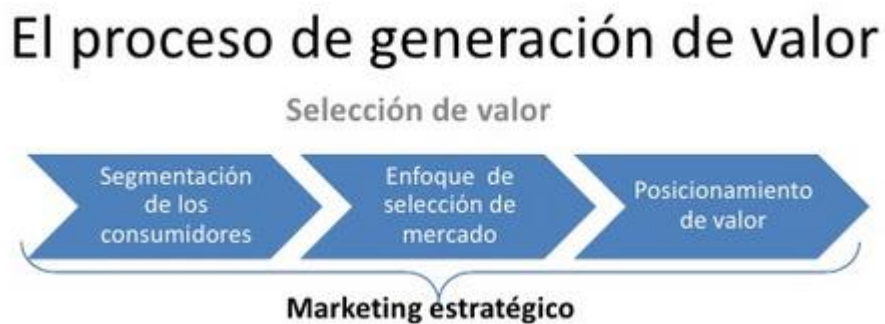 El proceso de generación de valor
Selección de valor
Segmentación
de los
consumidores
Enfoque de
selección de
mercado
Posicionamiento
de valor
Marketing estratégico